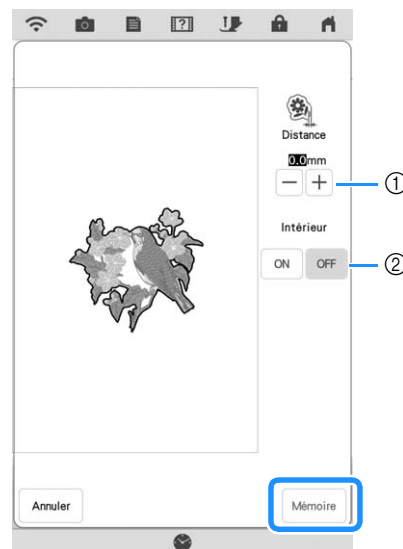 Distance
0.0mm
− +
①
Intérieur
ON OFF
②
Annuler
Mémoire